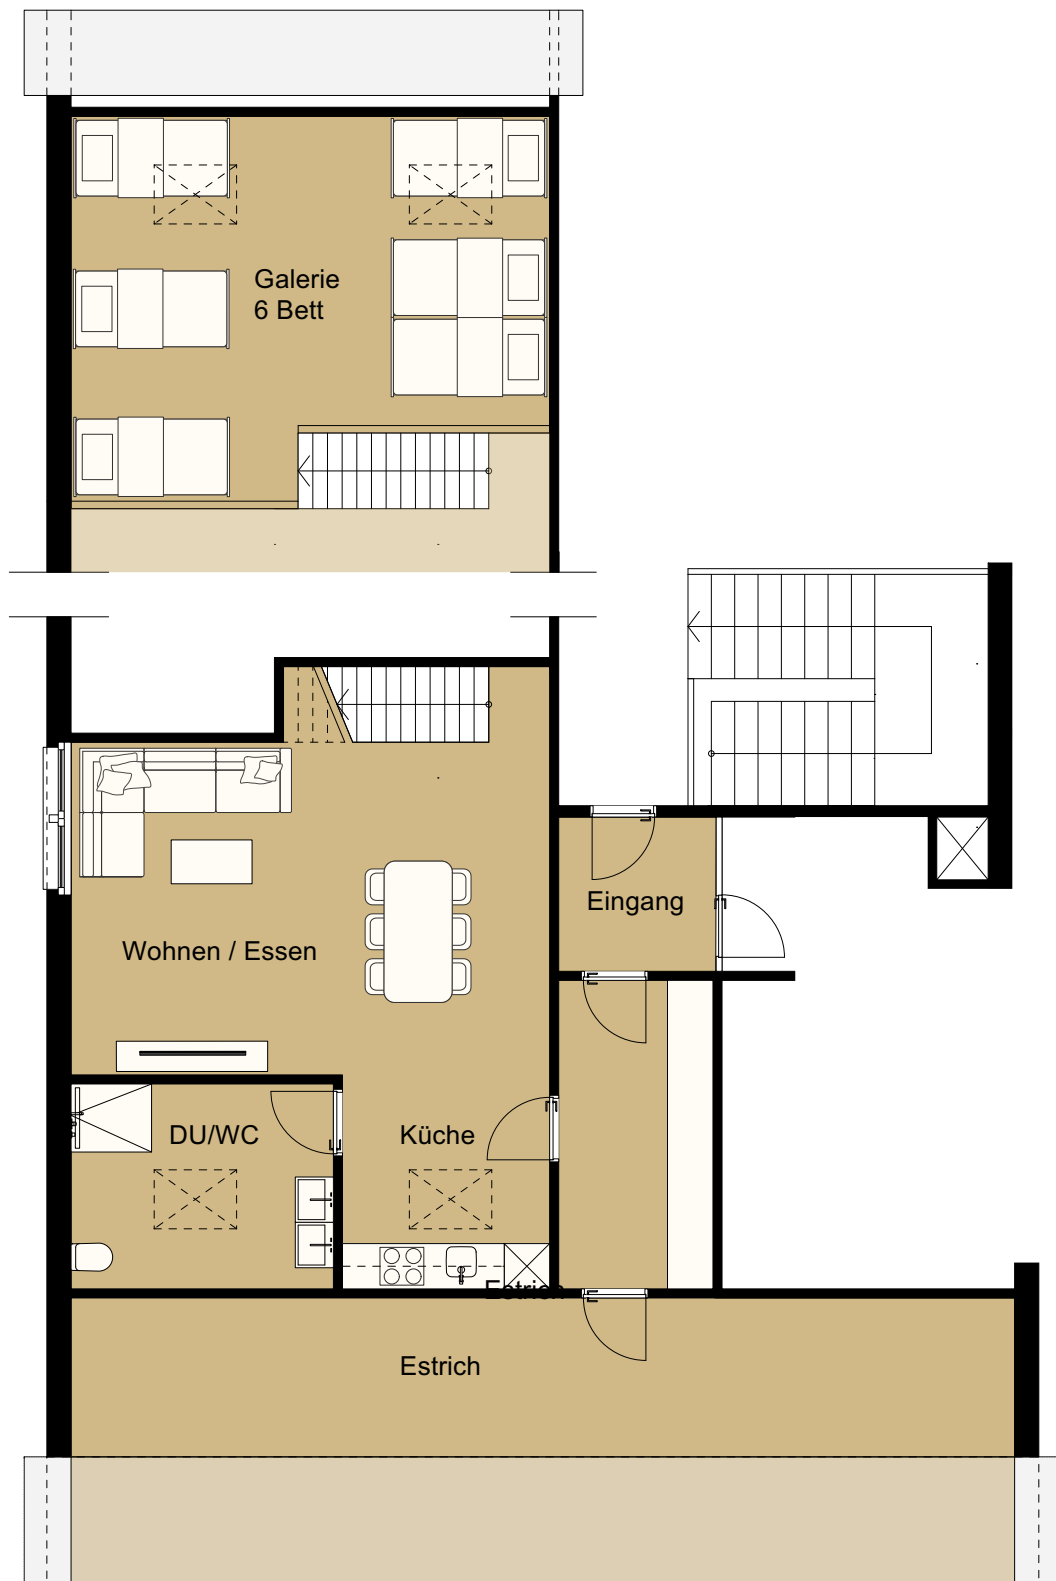 Galerie
6 Bett
Eingang
Wohnen / Essen
DU/WC
Küche
Estrich
Estrich